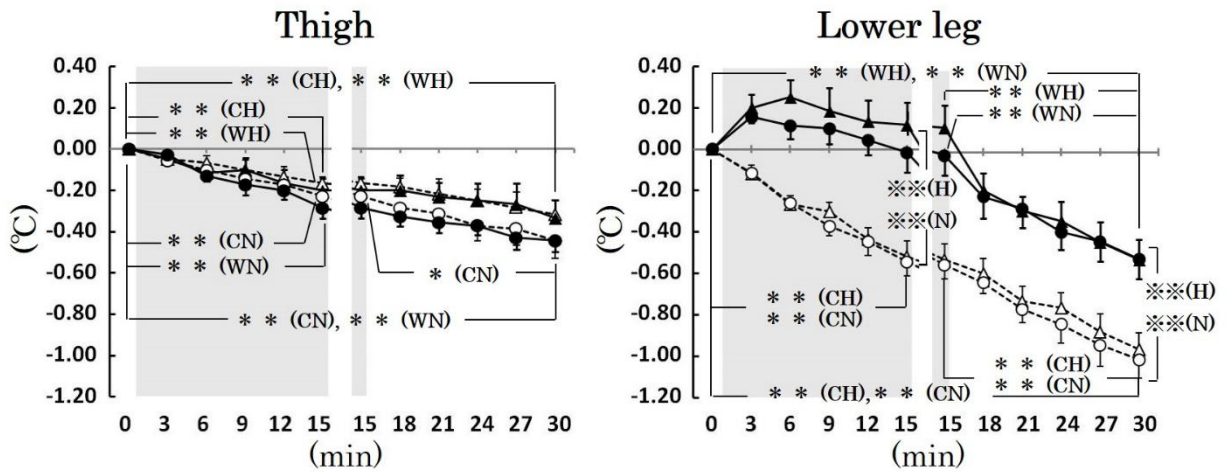 Thigh
0.40
0.20
0.00
-0.20
-0.40
-0.60
-0.80
-1.00
-1.20
(℃)
* * (CH), * * (WH)
* * (CH)
* * (WH)
* * (CN)
* * (WN)
* (CN)
* * (CN), * * (WN)
0 3 6 9 12 15 15 18 21 24 27 30
(min)
Lower leg
0.40
0.20
0.00
-0.20
-0.40
-0.60
-0.80
-1.00
-1.20
(℃)
* * (WH), * * (WN)
* * (WH)
* * (WN)
※※(H)
※※(N)
* * (CH)
* * (CN)
※※(H)
※※(N)
* * (CH)
* * (CN)
* * (CH), * * (CN)
0 3 6 9 12 15 15 18 21 24 27 30
(min)